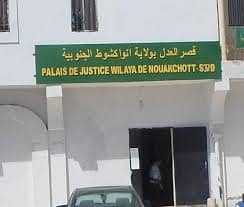 قصر العدل بولاية انواكشوط الجنوبية
PALAIS DE JUSTICE WILAYA DE NOUAKCHOTT-SUD